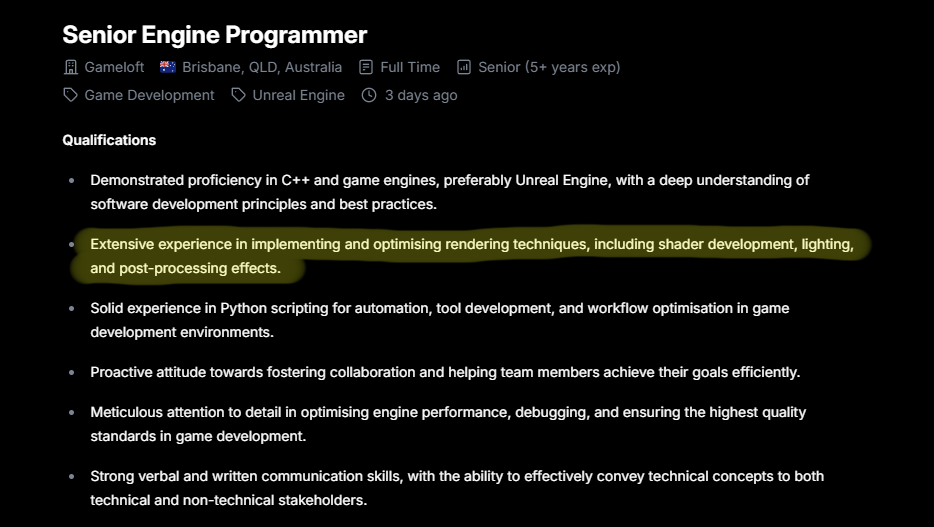 Senior Engine Programmer
Gameloft Brisbane, QLD, Australia Full Time Senior (5+ years exp)
Game Development Unreal Engine 3 days ago
Qualifications
Demonstrated proficiency in C++ and game engines, preferably Unreal Engine, with a deep understanding of
software development principles and best practices.
Extensive experience in implementing and optimising rendering techniques, including shader development, lighting,
and post-processing effects.
Solid experience in Python scripting for automation, tool development, and workflow optimisation in game
development environments.
Proactive attitude towards fostering collaboration and helping team members achieve their goals efficiently.
Meticulous attention to detail in optimising engine performance, debugging, and ensuring the highest quality
standards in game development.
Strong verbal and written communication skills, with the ability to effectively convey technical concepts to both
technical and non-technical stakeholders.